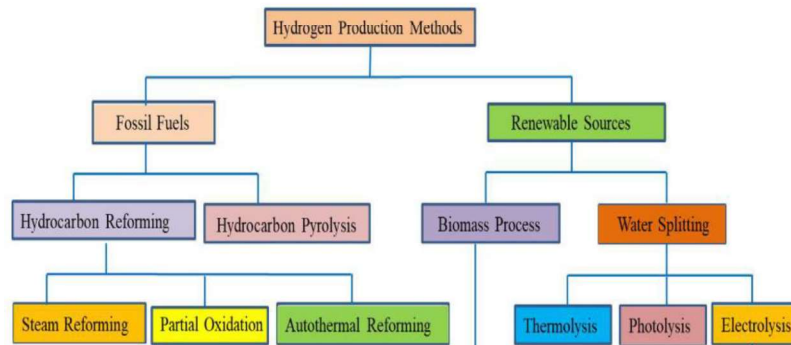 Hydrogen Production Methods
Fossil Fuels
Renewable Sources
Hydrocarbon Reforming
Hydrocarbon Pyrolysis
Biomass Process
Water Splitting
Steam Reforming
Partial Oxidation
Autothermal Reforming
Thermolysis
Photolysis
Electrolysis